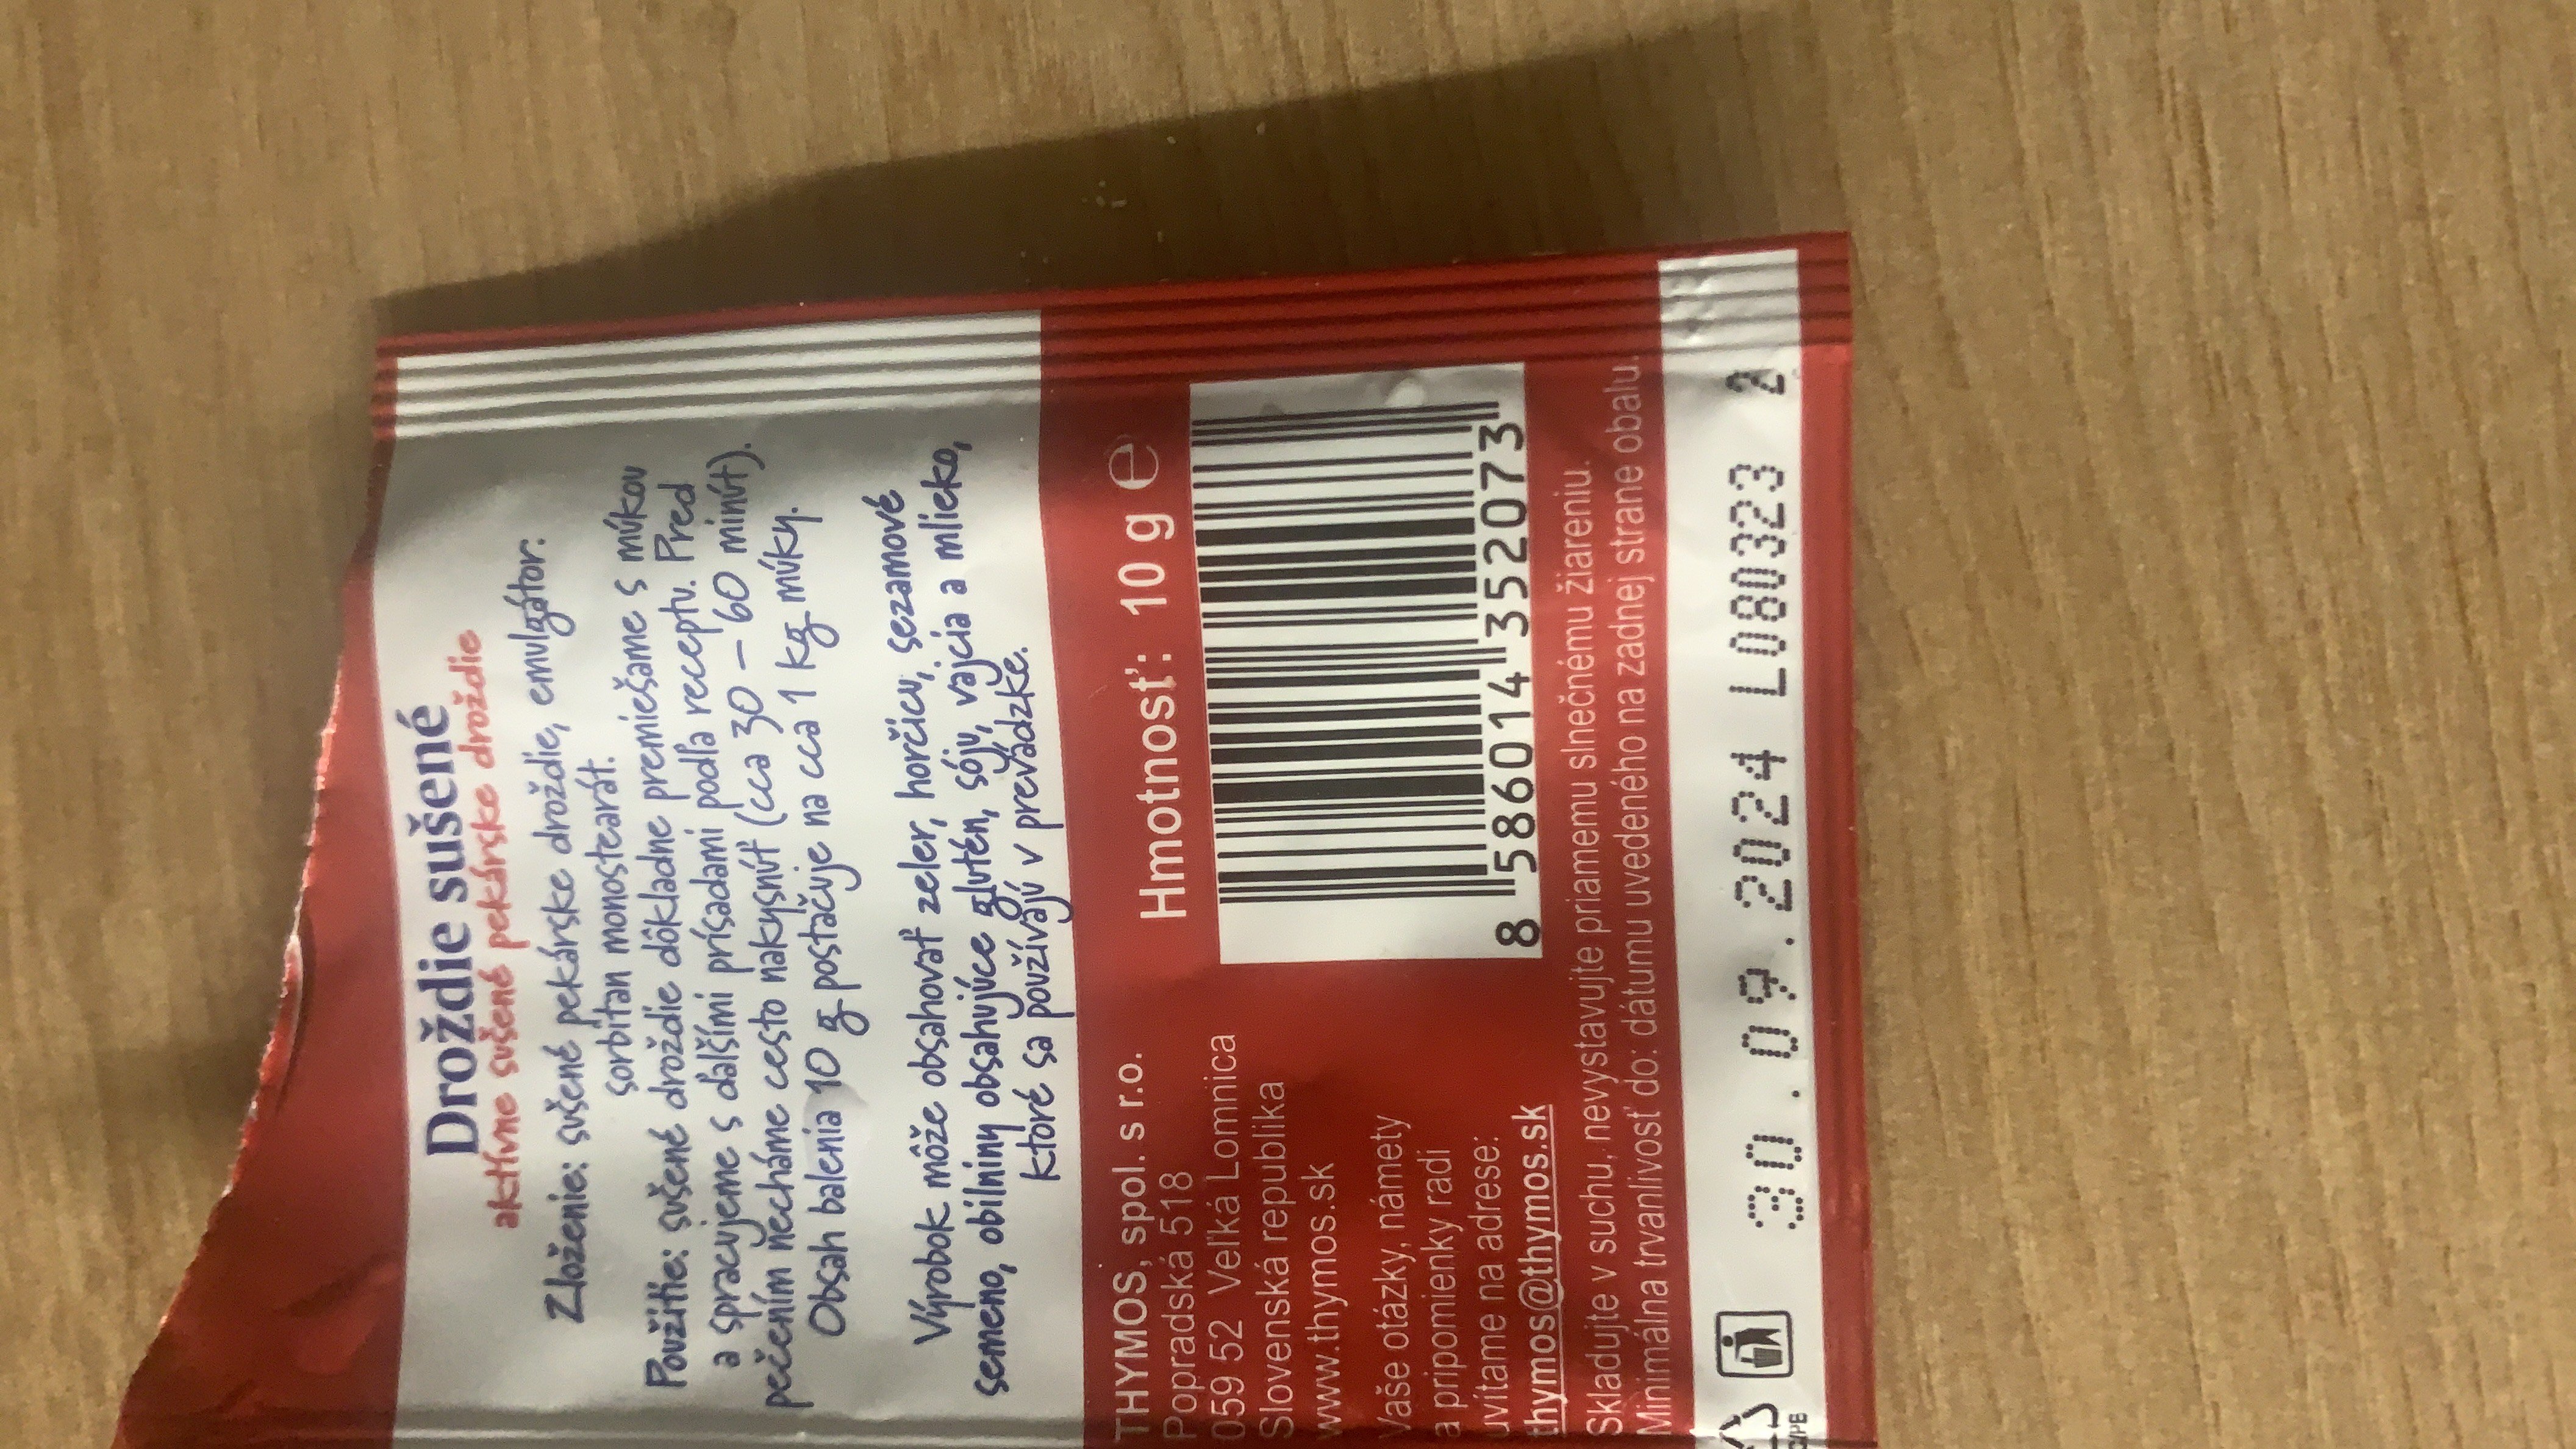 Droždie sušené
aktívne sušené pekárske droždie
Zloženie: sušené pekárske droždie, emulgátor:
sorbitan monostearát.
Použitie: sušené droždie dôkladne premiešame s múkou
a spracujeme s ďalšími prísadami podľa receptu. Pred
pečením necháme cesto nakysnúť (cca 30 – 60 minút).
Obsah balenia 10 g postačuje na cca 1 kg múky.
Výrobok môže obsahovať zeler, horčicu, sezamové
semeno, obilniny obsahujúce glutén, sóju, vajcia a mlieko,
ktoré sa používajú v prevádzke.
THYMOS, spol. s r.o.
Popradská 518
059 52 Veľká Lomnica
Slovenská republika
www.thymos.sk
Vaše otázky, námety
a pripomienky radi
uvítame na adrese:
thymos@thymos.sk
Hmotnosť: 10 g e
8 586014 352073
Skladujte v suchu, nevystavujte priamemu slnečnému žiareniu.
Minimálna trvanlivosť do: dátumu uvedeného na zadnej strane obalu.
30.09.2024 L080323 2